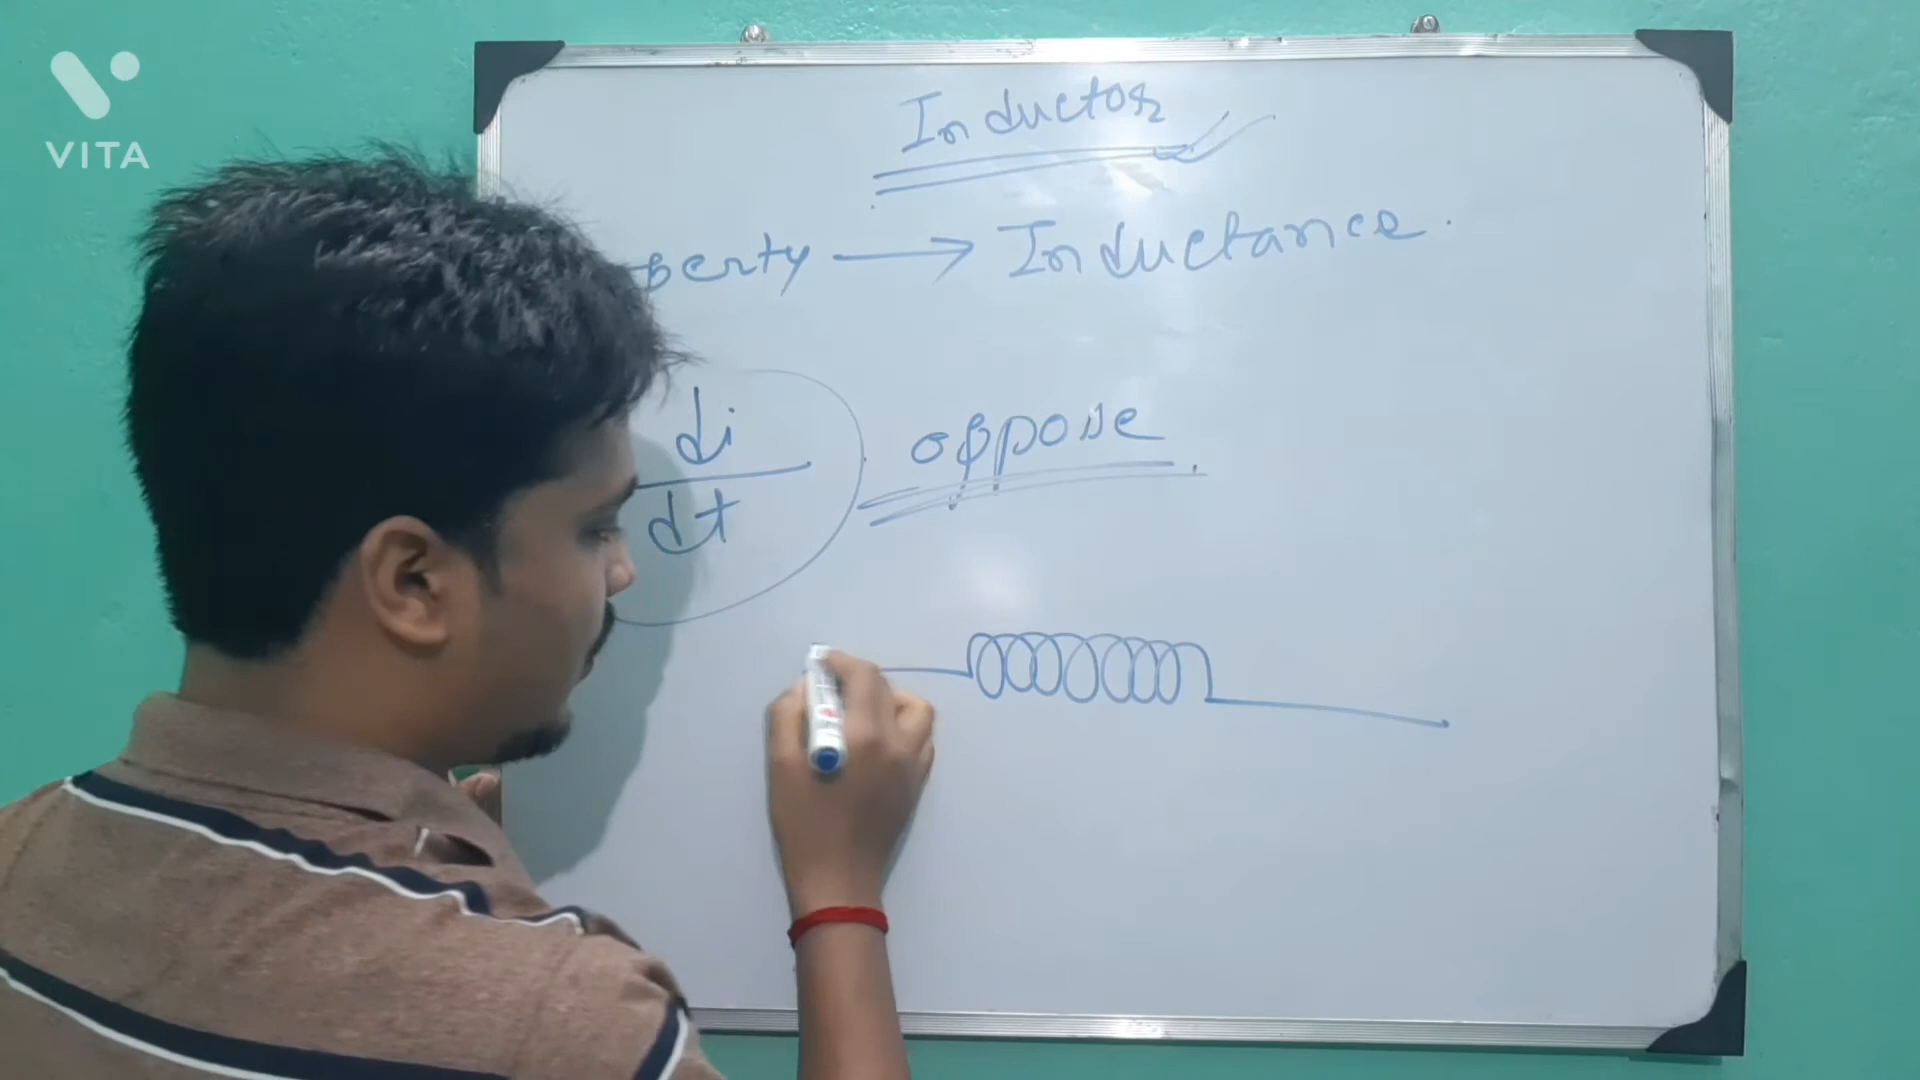 VITA
Inductor
perty → Inductance.
di
dt
oppose